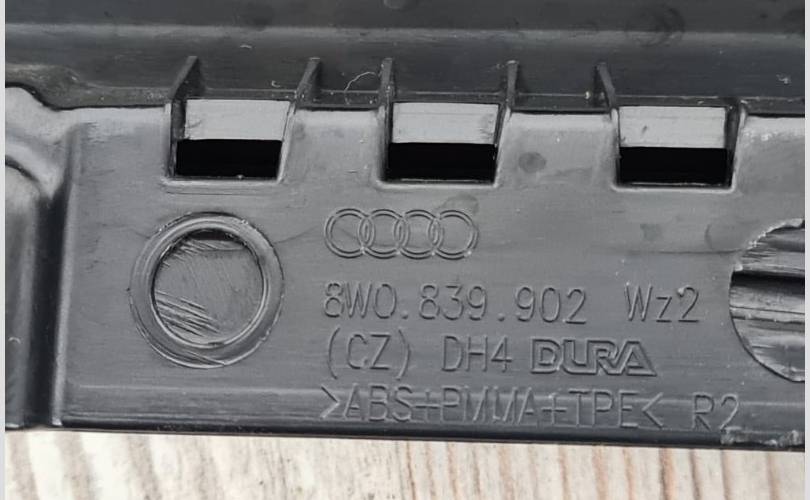 8W0.839.902 Wz2
(CZ) DH4 DURA
>ABS+PMMA+TPE< R2